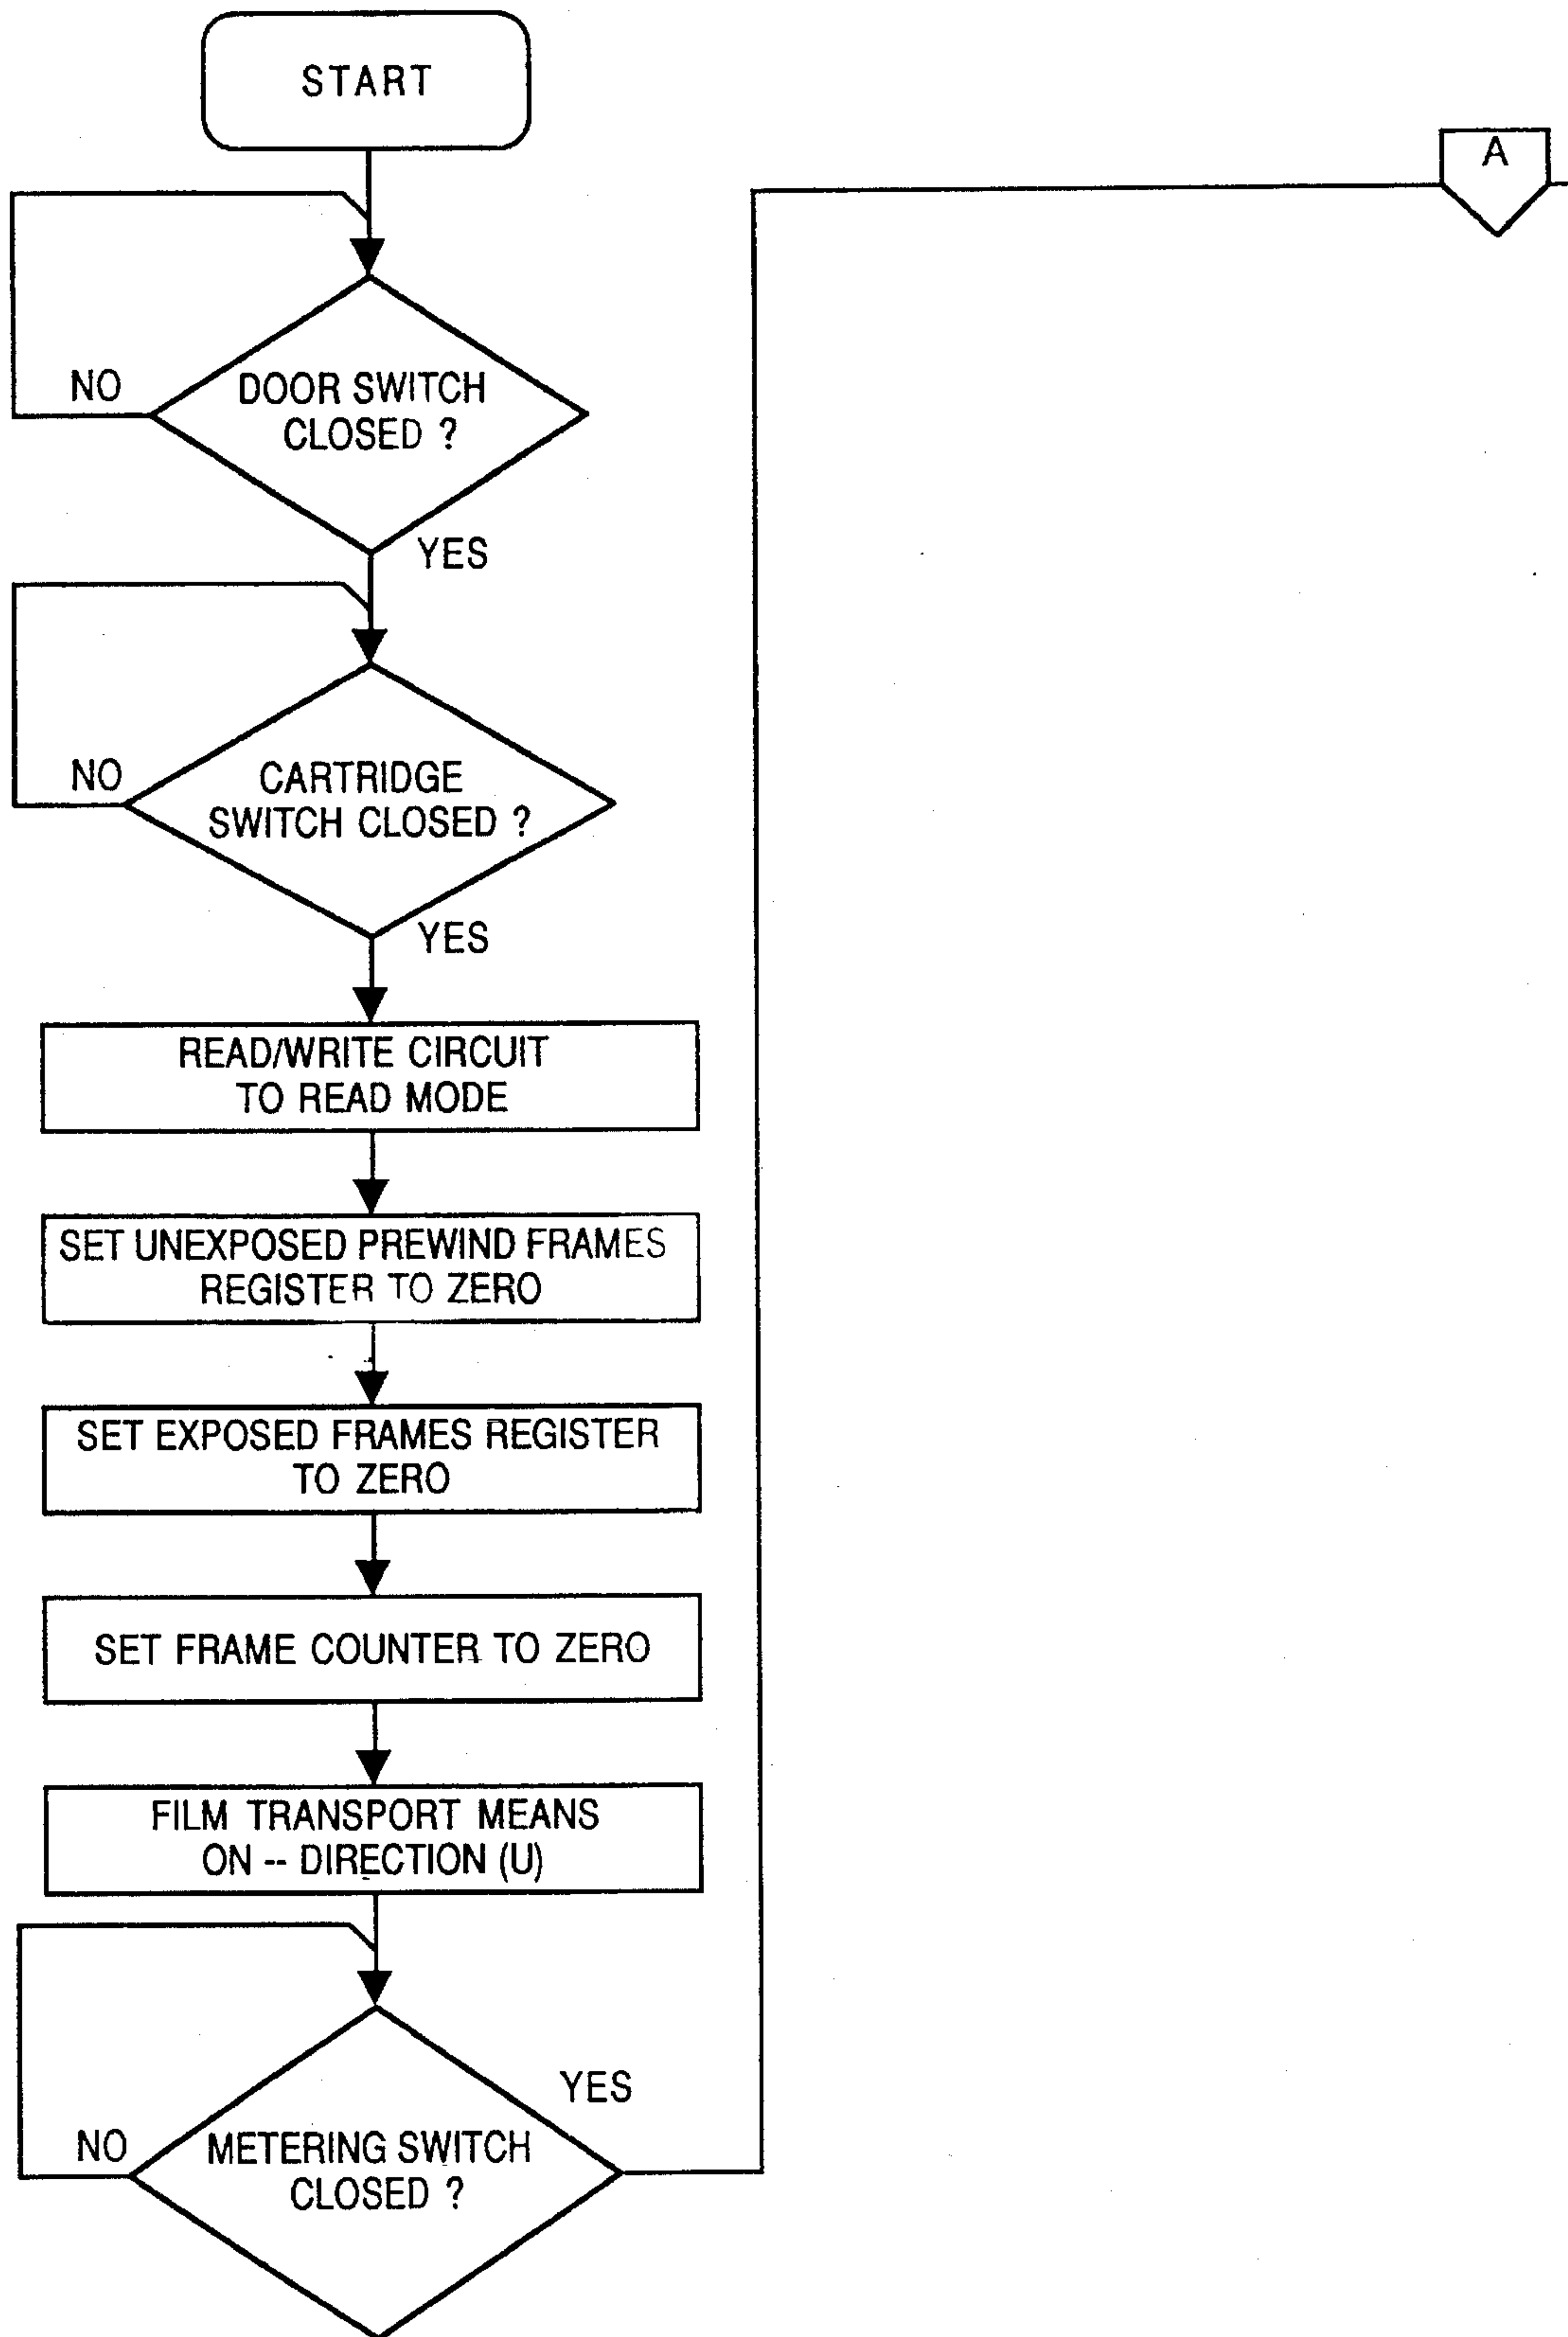 START
A
NO
DOOR SWITCH
CLOSED ?
YES
NO
CARTRIDGE
SWITCH CLOSED ?
YES
READ/WRITE CIRCUIT
TO READ MODE
SET UNEXPOSED PREWIND FRAMES
REGISTER TO ZERO
SET EXPOSED FRAMES REGISTER
TO ZERO
SET FRAME COUNTER TO ZERO
FILM TRANSPORT MEANS
ON -- DIRECTION (U)
YES
NO
METERING SWITCH
CLOSED ?